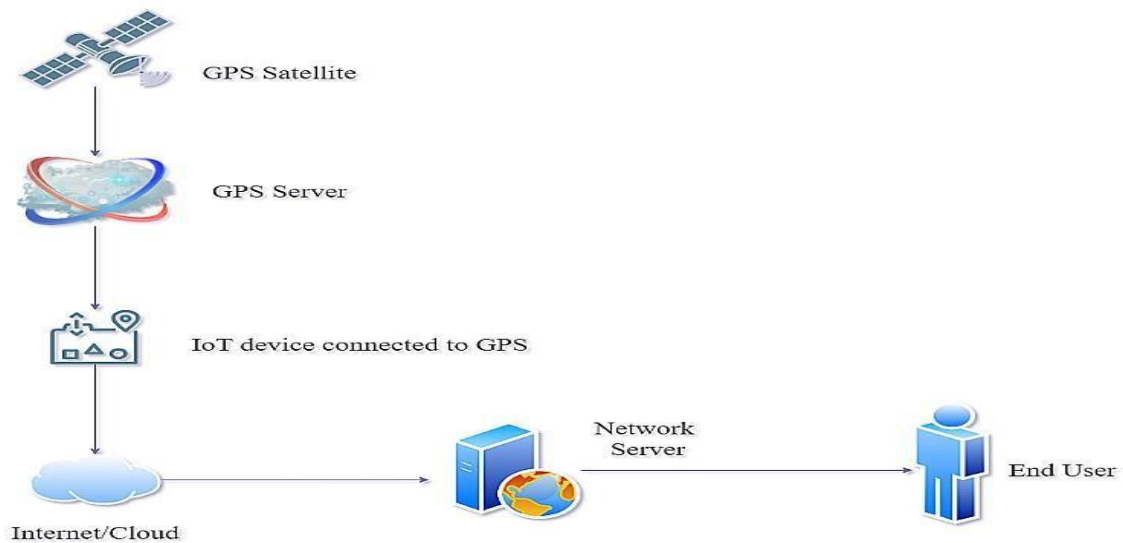 GPS Satellite
GPS Server
IoT device connected to GPS
Network
Server
End User
Internet/Cloud